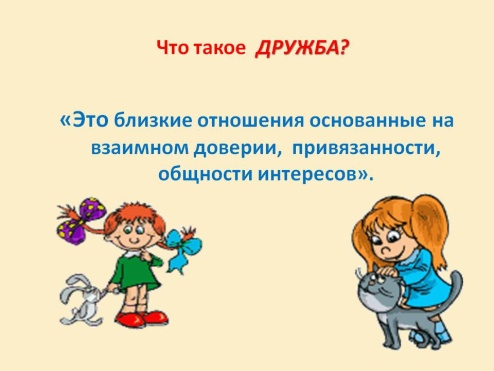 Что такое ДРУЖБА?
«Это близкие отношения основанные на
взаимном доверии, привязанности,
общности интересов».